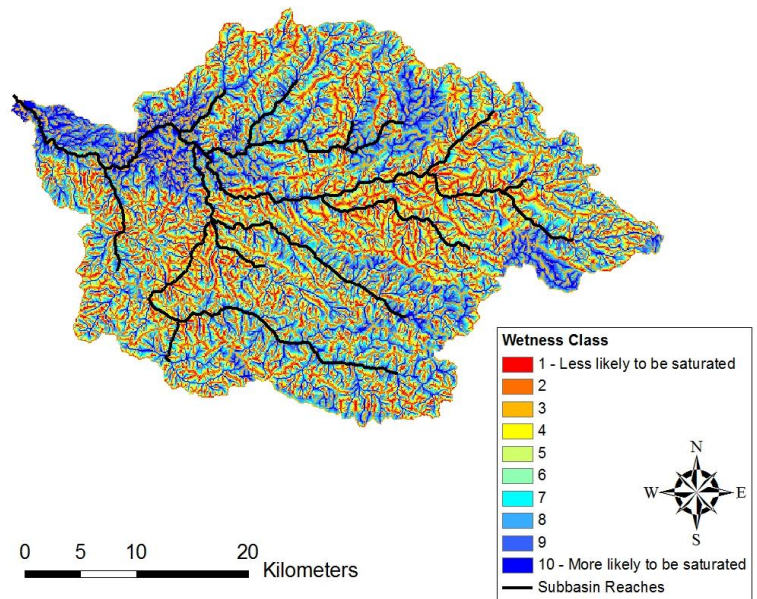 Wetness Class
1 - Less likely to be saturated
2
3
4
5
6
7
8
9
10 - More likely to be saturated
Subbasin Reaches
N
W E
S
0 5 10 20
Kilometers